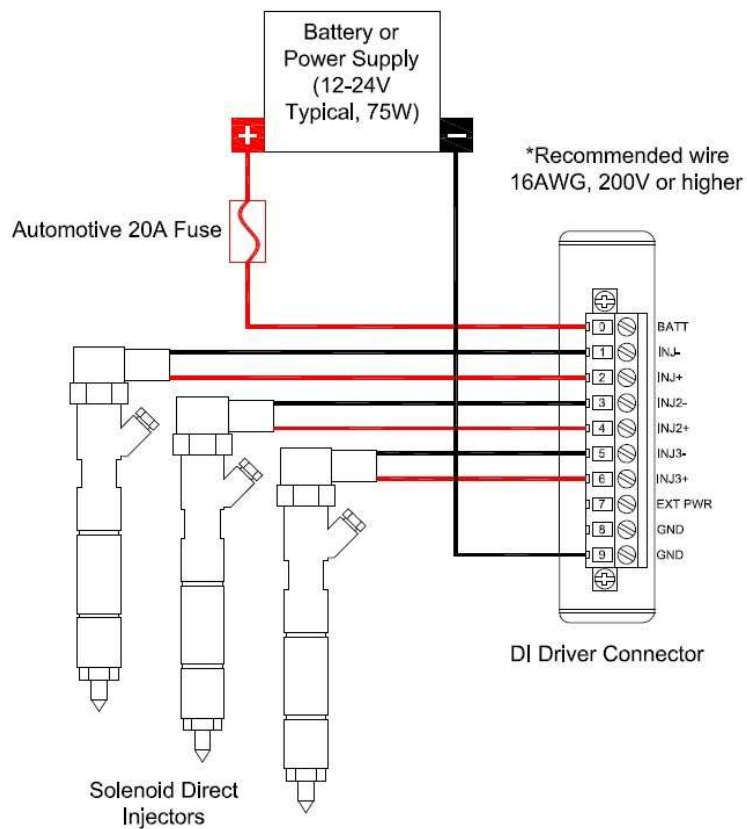 Battery or
Power Supply
(12-24V
Typical, 75W)
+
-
*Recommended wire
16AWG, 200V or higher
Automotive 20A Fuse
0 BATT
1 INJ-
2 INJ+
3 INJ2-
4 INJ2+
5 INJ3-
6 INJ3+
7 EXT PWR
8 GND
9 GND
DI Driver Connector
Solenoid Direct
Injectors